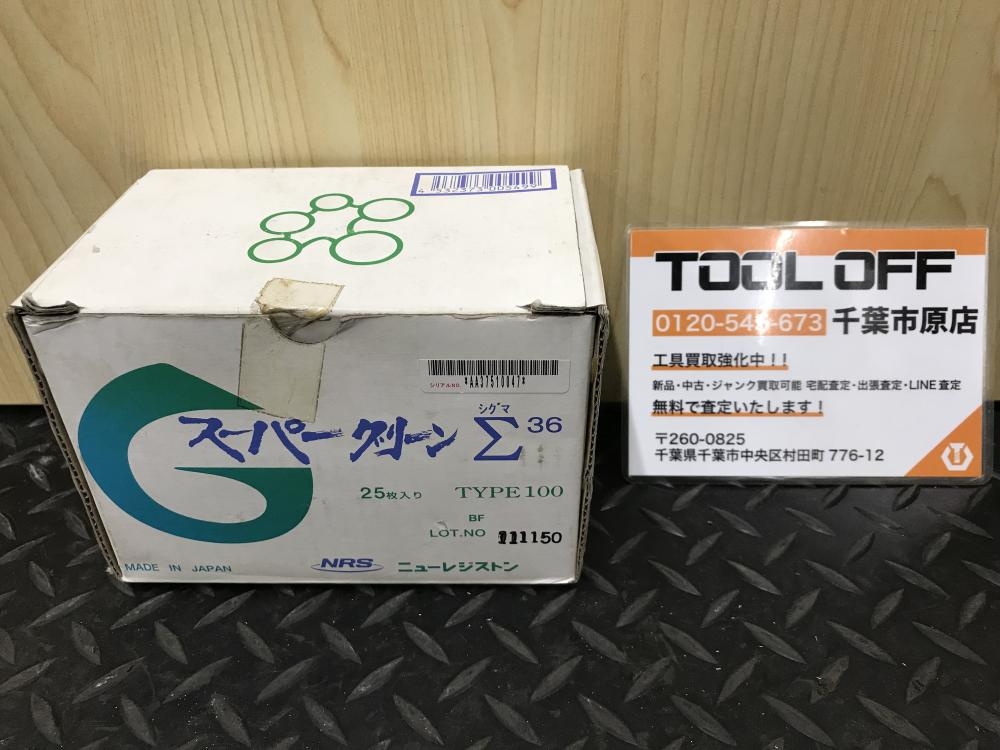 4 532373 003499
シリアルNO. *AA37510047*
スーパーグリーン Σ 36
シグマ
25枚入り TYPE100
BF
LOT.NO 111150
MADE IN JAPAN NRS ニューレジストン
TOOL OFF
千葉市原店
工具買取強化中！！
新品・中古・ジャンク買取可能 宅配査定・出張査定・LINE査定
無料で査定いたします！
〒260-0825
千葉県千葉市中央区村田町 776-12